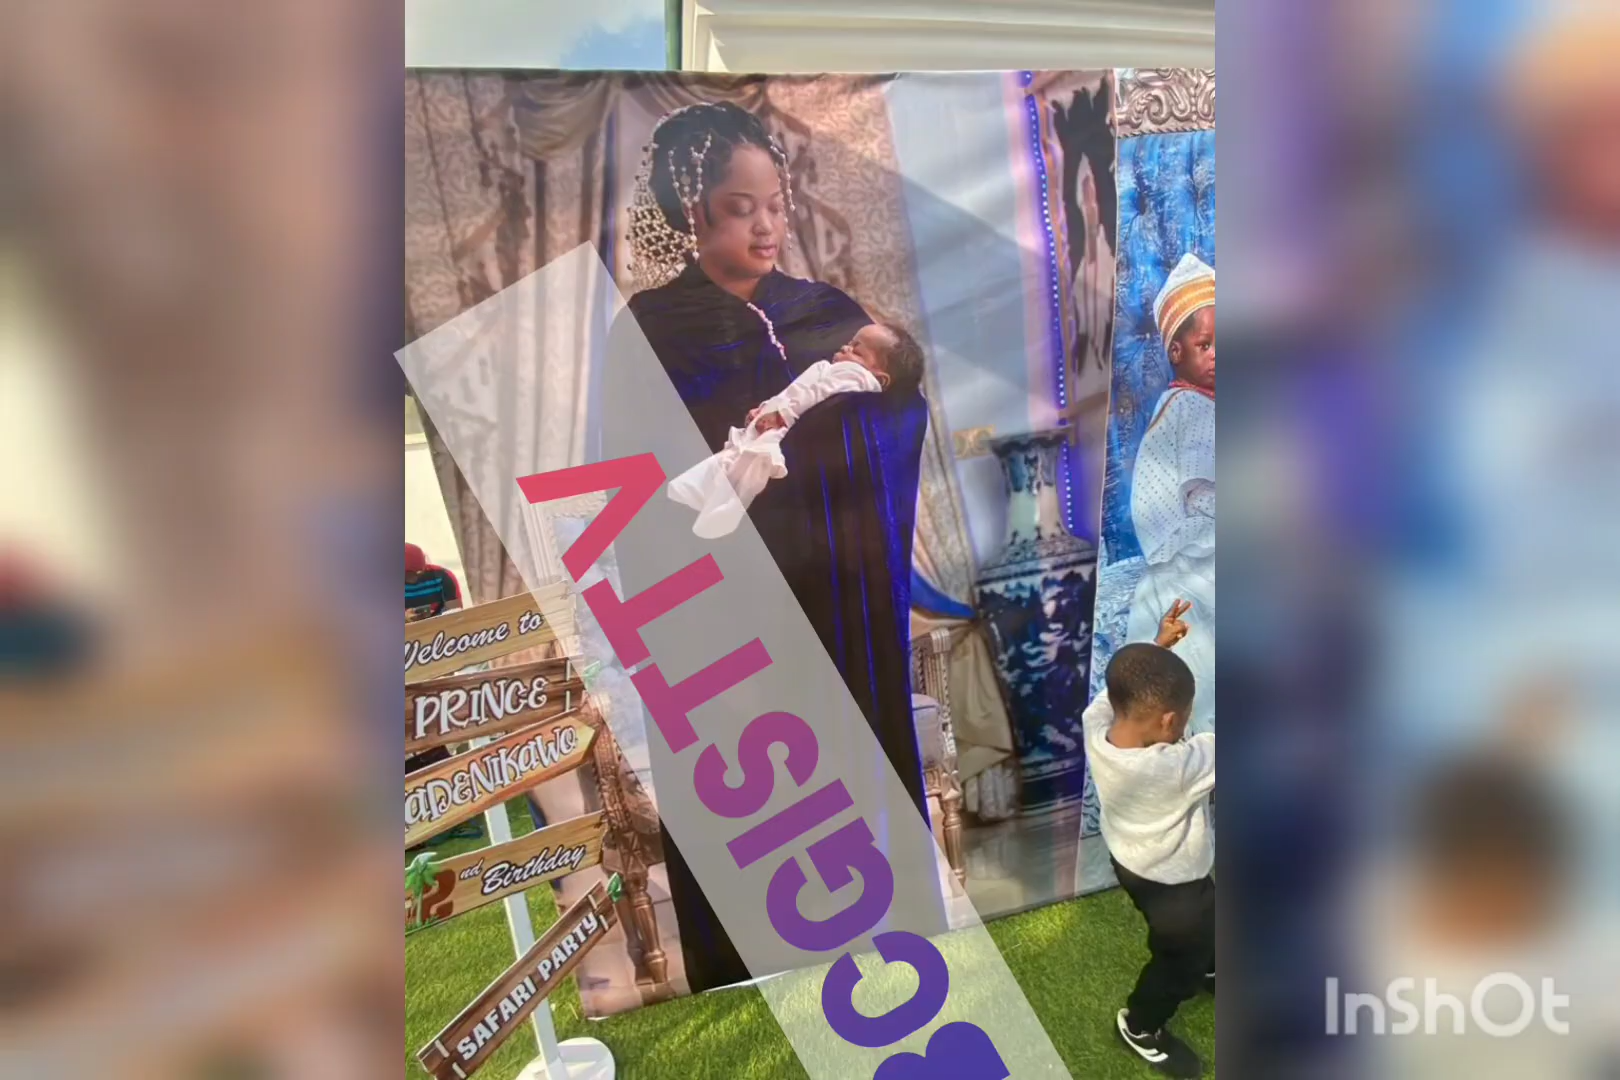 Welcome to
PRINCE
ADENIKAWO
2nd Birthday
SAFARI PARTY
BCGISTTV
InShOt